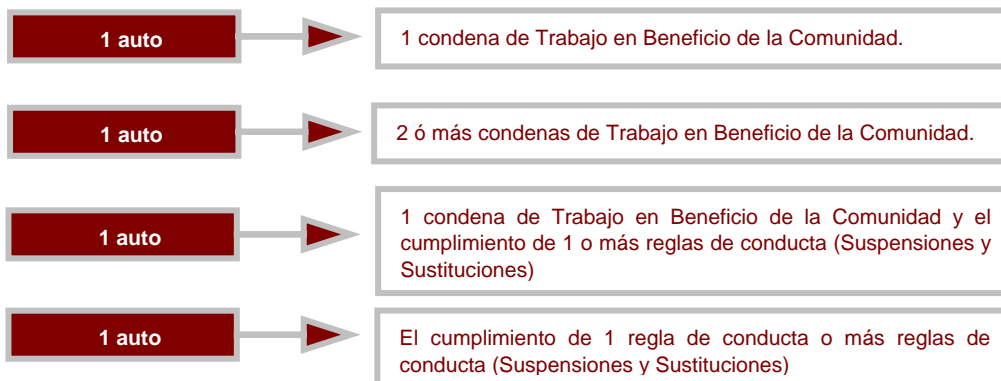 1 auto
1 condena de Trabajo en Beneficio de la Comunidad.
1 auto
2 ó más condenas de Trabajo en Beneficio de la Comunidad.
1 auto
1 condena de Trabajo en Beneficio de la Comunidad y el
cumplimiento de 1 o más reglas de conducta (Suspensiones y
Sustituciones)
1 auto
El cumplimiento de 1 regla de conducta o más reglas de
conducta (Suspensiones y Sustituciones)